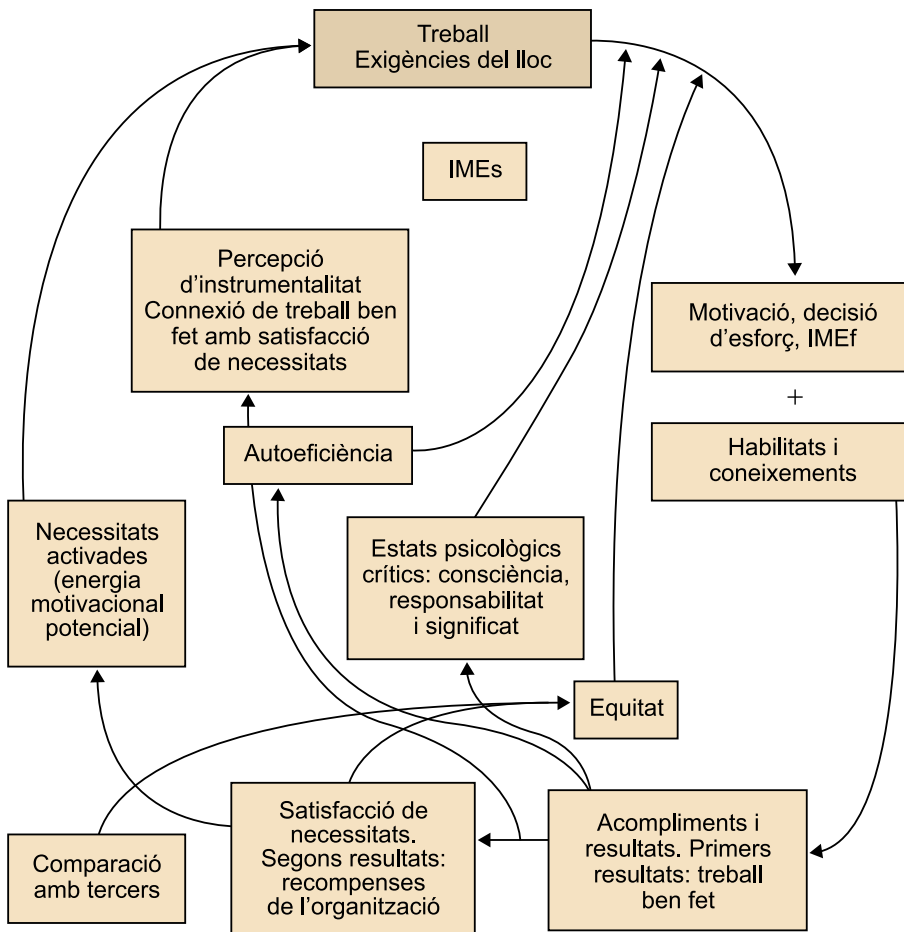 Treball
Exigències del lloc
IMEs
Percepció
d’instrumentalitat
Connexió de treball ben
fet amb satisfacció
de necessitats
Motivació, decisió
d’esforç, IMEf
+
Autoeficiència
Habilitats i
coneixements
Necessitats
activades
(energia
motivacional
potencial)
Estats psicològics
crítics: consciència,
responsabilitat
i significat
Equitat
Comparació
amb tercers
Satisfacció de
necessitats.
Segons resultats:
recompenses
de l’organització
Acompliments i
resultats. Primers
resultats: treball
ben fet